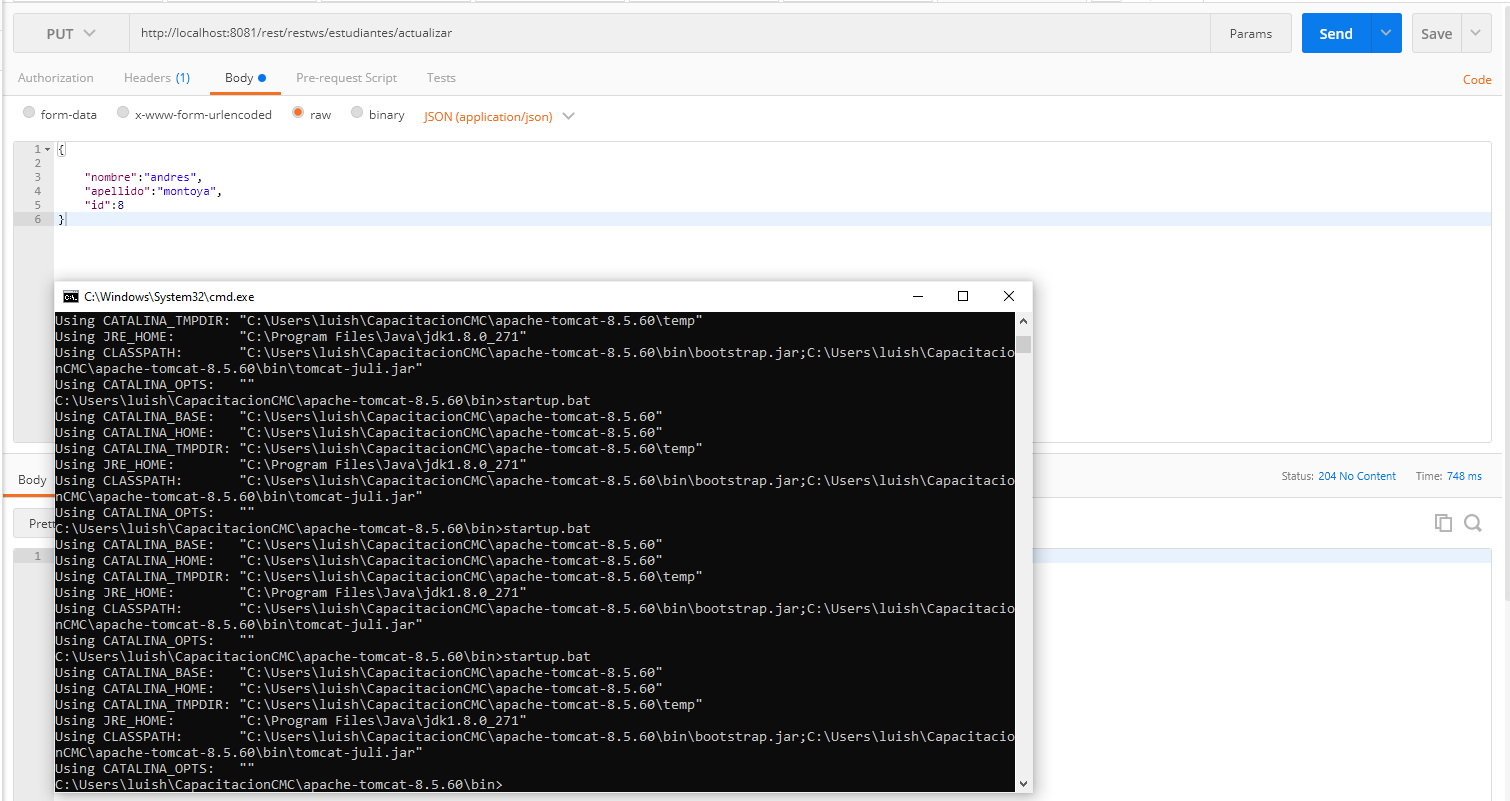 PUT http://localhost:8081/rest/restws/estudiantes/actualizar Params Send Save
Authorization Headers (1) Body Pre-request Script Tests Code
form-data x-www-form-urlencoded raw binary JSON (application/json)
1 {
2
3 "nombre":"andres",
4 "apellido":"montoya",
5 "id":8
6 }
C:\Windows\System32\cmd.exe
Using CATALINA_TMPDIR: "C:\Users\luish\CapacitacionCMC\apache-tomcat-8.5.60\temp"
Using JRE_HOME: "C:\Program Files\Java\jdk1.8.0_271"
Using CLASSPATH: "C:\Users\luish\CapacitacionCMC\apache-tomcat-8.5.60\bin\bootstrap.jar;C:\Users\luish\Capacitacio
nCMC\apache-tomcat-8.5.60\bin\tomcat-juli.jar"
Using CATALINA_OPTS: ""
C:\Users\luish\CapacitacionCMC\apache-tomcat-8.5.60\bin>startup.bat
Using CATALINA_BASE: "C:\Users\luish\CapacitacionCMC\apache-tomcat-8.5.60"
Using CATALINA_HOME: "C:\Users\luish\CapacitacionCMC\apache-tomcat-8.5.60"
Using CATALINA_TMPDIR: "C:\Users\luish\CapacitacionCMC\apache-tomcat-8.5.60\temp"
Using JRE_HOME: "C:\Program Files\Java\jdk1.8.0_271"
Using CLASSPATH: "C:\Users\luish\CapacitacionCMC\apache-tomcat-8.5.60\bin\bootstrap.jar;C:\Users\luish\Capacitacio
nCMC\apache-tomcat-8.5.60\bin\tomcat-juli.jar"
Using CATALINA_OPTS: ""
C:\Users\luish\CapacitacionCMC\apache-tomcat-8.5.60\bin>startup.bat
Using CATALINA_BASE: "C:\Users\luish\CapacitacionCMC\apache-tomcat-8.5.60"
Using CATALINA_HOME: "C:\Users\luish\CapacitacionCMC\apache-tomcat-8.5.60"
Using CATALINA_TMPDIR: "C:\Users\luish\CapacitacionCMC\apache-tomcat-8.5.60\temp"
Using JRE_HOME: "C:\Program Files\Java\jdk1.8.0_271"
Using CLASSPATH: "C:\Users\luish\CapacitacionCMC\apache-tomcat-8.5.60\bin\bootstrap.jar;C:\Users\luish\Capacitacio
nCMC\apache-tomcat-8.5.60\bin\tomcat-juli.jar"
Using CATALINA_OPTS: ""
C:\Users\luish\CapacitacionCMC\apache-tomcat-8.5.60\bin>startup.bat
Using CATALINA_BASE: "C:\Users\luish\CapacitacionCMC\apache-tomcat-8.5.60"
Using CATALINA_HOME: "C:\Users\luish\CapacitacionCMC\apache-tomcat-8.5.60"
Using CATALINA_TMPDIR: "C:\Users\luish\CapacitacionCMC\apache-tomcat-8.5.60\temp"
Using JRE_HOME: "C:\Program Files\Java\jdk1.8.0_271"
Using CLASSPATH: "C:\Users\luish\CapacitacionCMC\apache-tomcat-8.5.60\bin\bootstrap.jar;C:\Users\luish\Capacitacio
nCMC\apache-tomcat-8.5.60\bin\tomcat-juli.jar"
Using CATALINA_OPTS: ""
C:\Users\luish\CapacitacionCMC\apache-tomcat-8.5.60\bin>
Body Status: 204 No Content Time: 748 ms
Prett
1